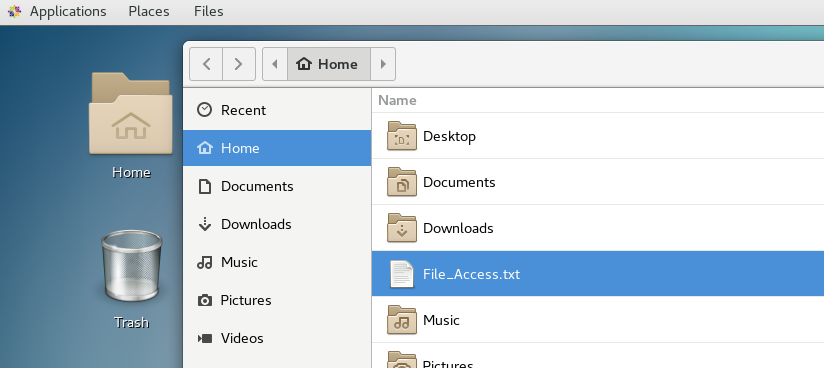 Applications Places Files
Home
Trash
Home
Recent
Home
Documents
Downloads
Music
Pictures
Videos
Name
Desktop
Documents
Downloads
File_Access.txt
Music
Pictures